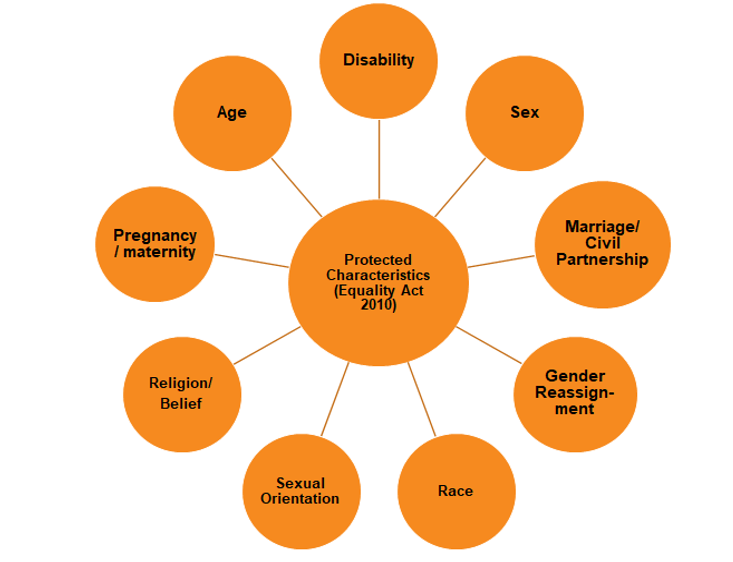 Disability
Age
Sex
Pregnancy
/ maternity
Marriage/
Civil
Partnership
Protected
Characteristics
(Equality Act
2010)
Religion/
Belief
Gender
Reassign-
ment
Sexual
Orientation
Race